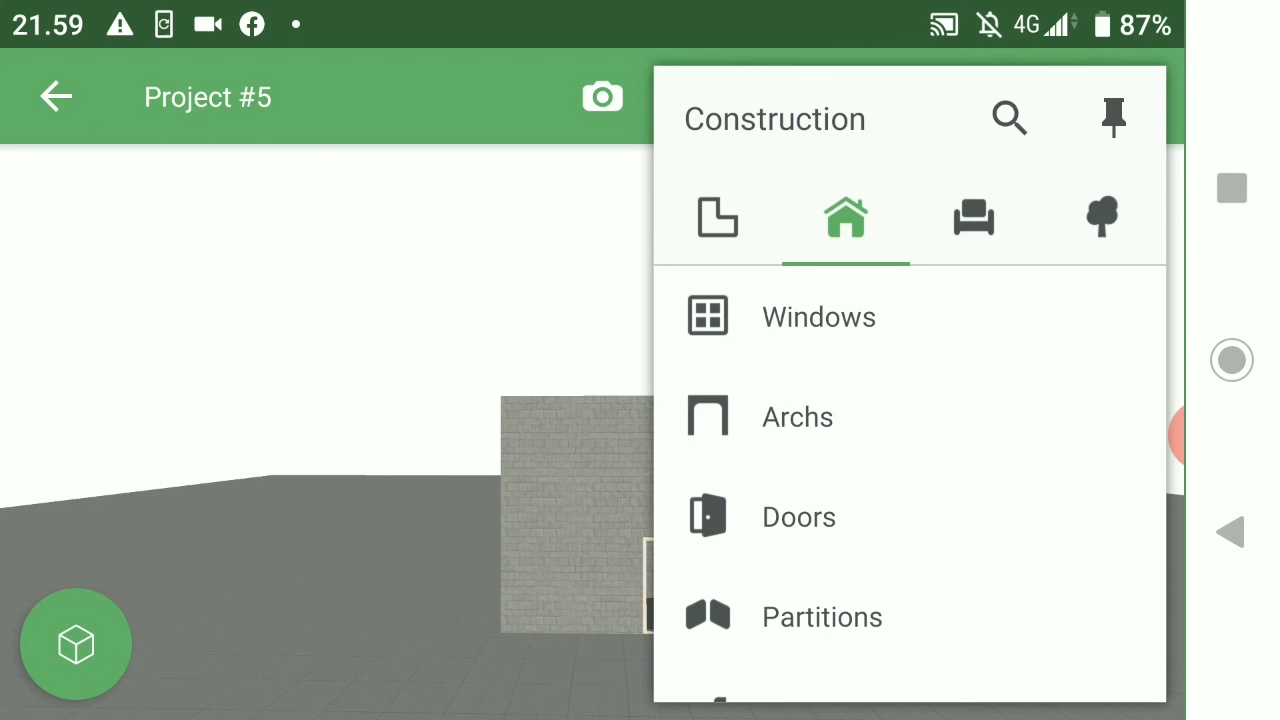 21.59
4G
87%
Project #5
Construction
Windows
Archs
Doors
Partitions